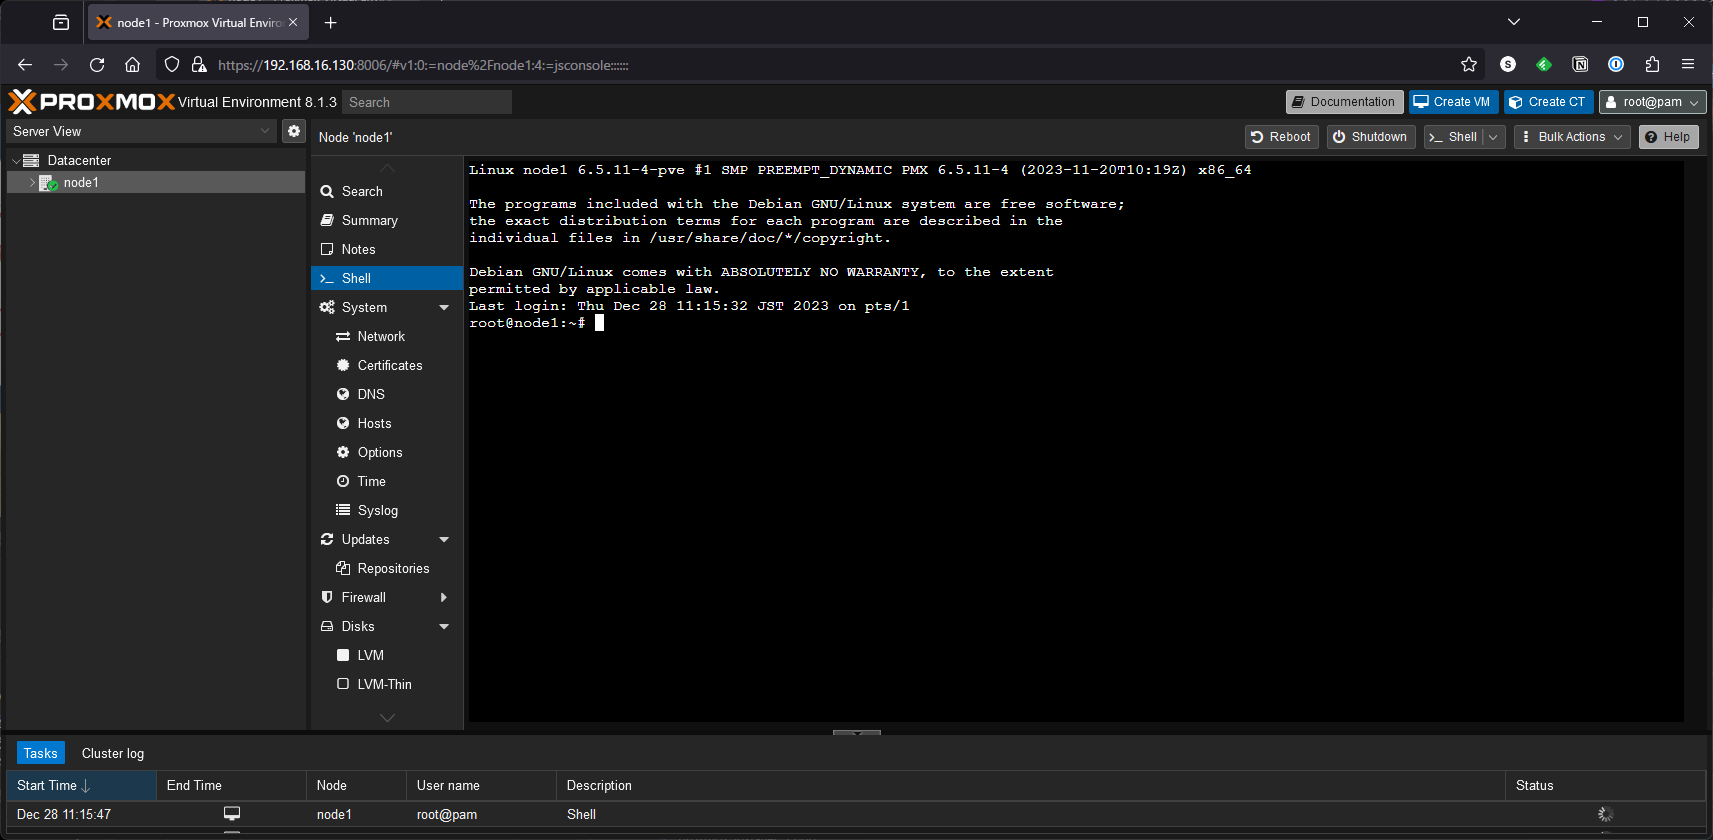 node1 - Proxmox Virtual Enviro
https://192.168.16.130:8006/#v1:0:=node%2Fnode1:4:=jsconsole::::::
PROXMOX Virtual Environment 8.1.3 Search Documentation Create VM Create CT root@pam
Server View
Node 'node1' Reboot Shutdown Shell Bulk Actions Help
Datacenter
node1
Search
Summary
Notes
Shell
System
Network
Certificates
DNS
Hosts
Options
Time
Syslog
Updates
Repositories
Firewall
Disks
LVM
LVM-Thin
Linux node1 6.5.11-4-pve #1 SMP PREEMPT_DYNAMIC PMX 6.5.11-4 (2023-11-20T10:19Z) x86_64
The programs included with the Debian GNU/Linux system are free software;
the exact distribution terms for each program are described in the
individual files in /usr/share/doc/*/copyright.
Debian GNU/Linux comes with ABSOLUTELY NO WARRANTY, to the extent
permitted by applicable law.
Last login: Thu Dec 28 11:15:32 JST 2023 on pts/1
root@node1:~#
Tasks Cluster log
Start Time End Time Node User name Description Status
Dec 28 11:15:47 node1 root@pam Shell